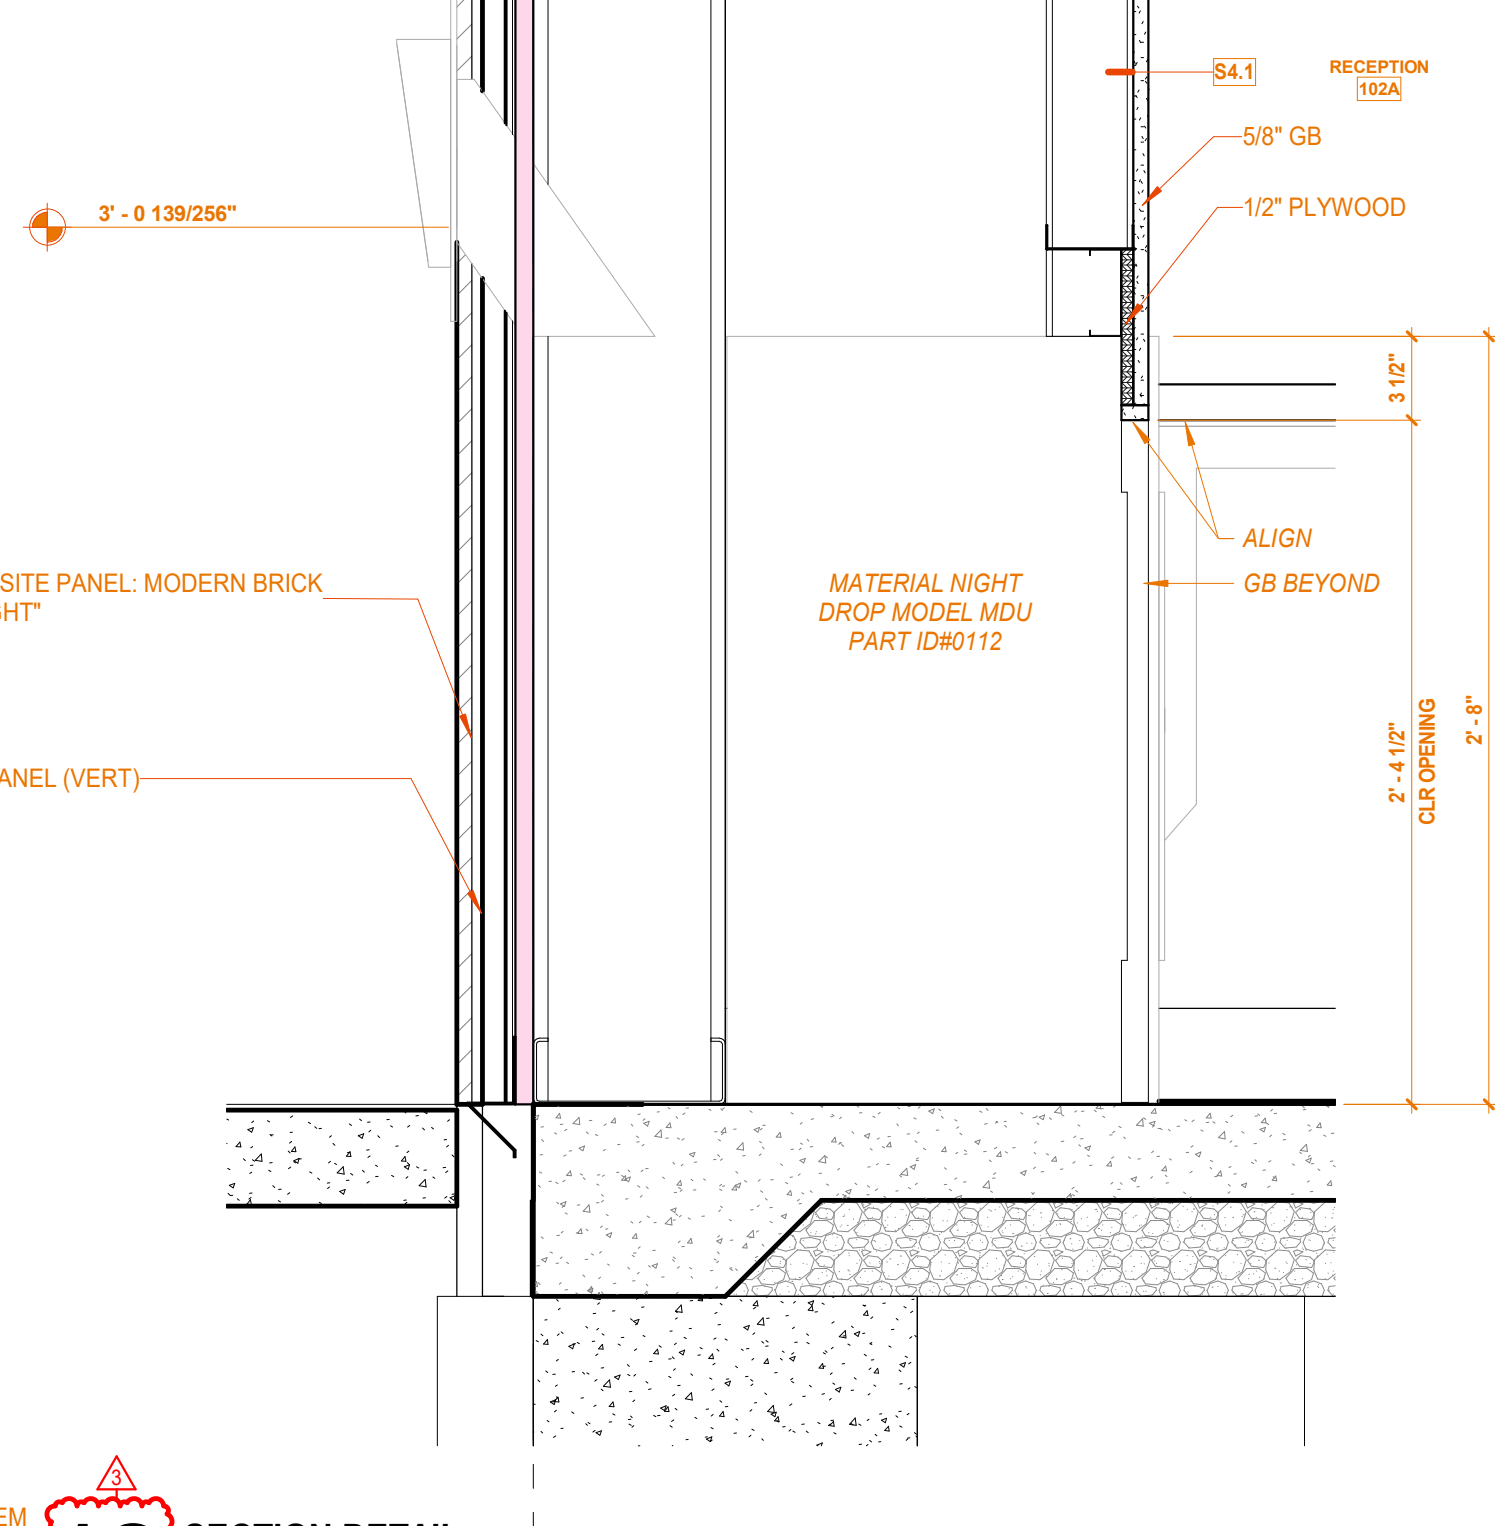 S4.1
RECEPTION
102A
5/8" GB
1/2" PLYWOOD
3' - 0 139/256"
3 1/2"
ALIGN
GB BEYOND
SITE PANEL: MODERN BRICK
GHT"
MATERIAL NIGHT
DROP MODEL MDU
PART ID#0112
2' - 4 1/2"
CLR OPENING
2' - 8"
ANEL (VERT)
3
EM
SECTION DETAIL